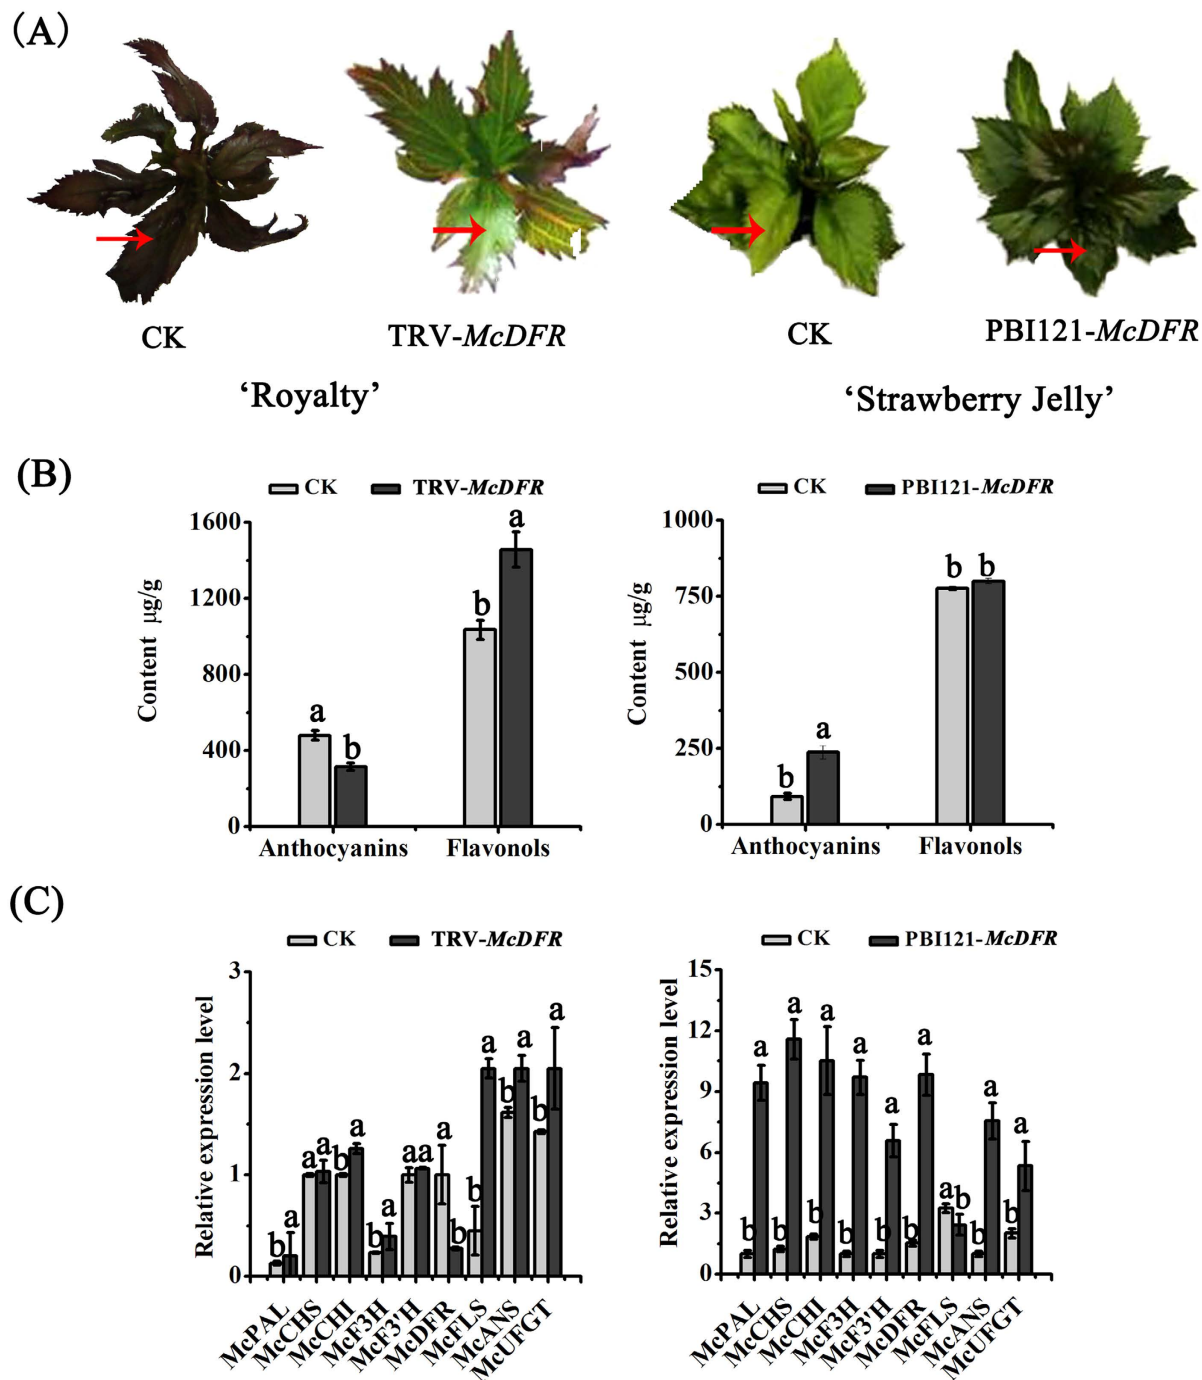 (A)
CK
TRV-McDFR
CK
PBI121-McDFR
‘Royalty’
‘Strawberry Jelly’
(B)
CK
TRV-McDFR
Content µg/g
1600
1200
800
400
0
a
b
b
a
Anthocyanins
Flavonols
CK
PBI121-McDFR
Content µg/g
1000
750
500
250
0
b
a
b
b
Anthocyanins
Flavonols
(C)
CK
TRV-McDFR
Relative expression level
3
2
1
0
b
a
a
a
b
a
b
a
a
a
a
b
b
a
b
a
b
a
McPAL
McCHS
McCHI
McF3H
McF3'H
McDFR
McFLS
McANS
McUFGT
CK
PBI121-McDFR
Relative expression level
15
12
9
6
3
0
b
a
b
a
b
a
b
a
b
a
b
a
a
b
b
a
b
a
McPAL
McCHS
McCHI
McF3H
McF3'H
McDFR
McFLS
McANS
McUFGT